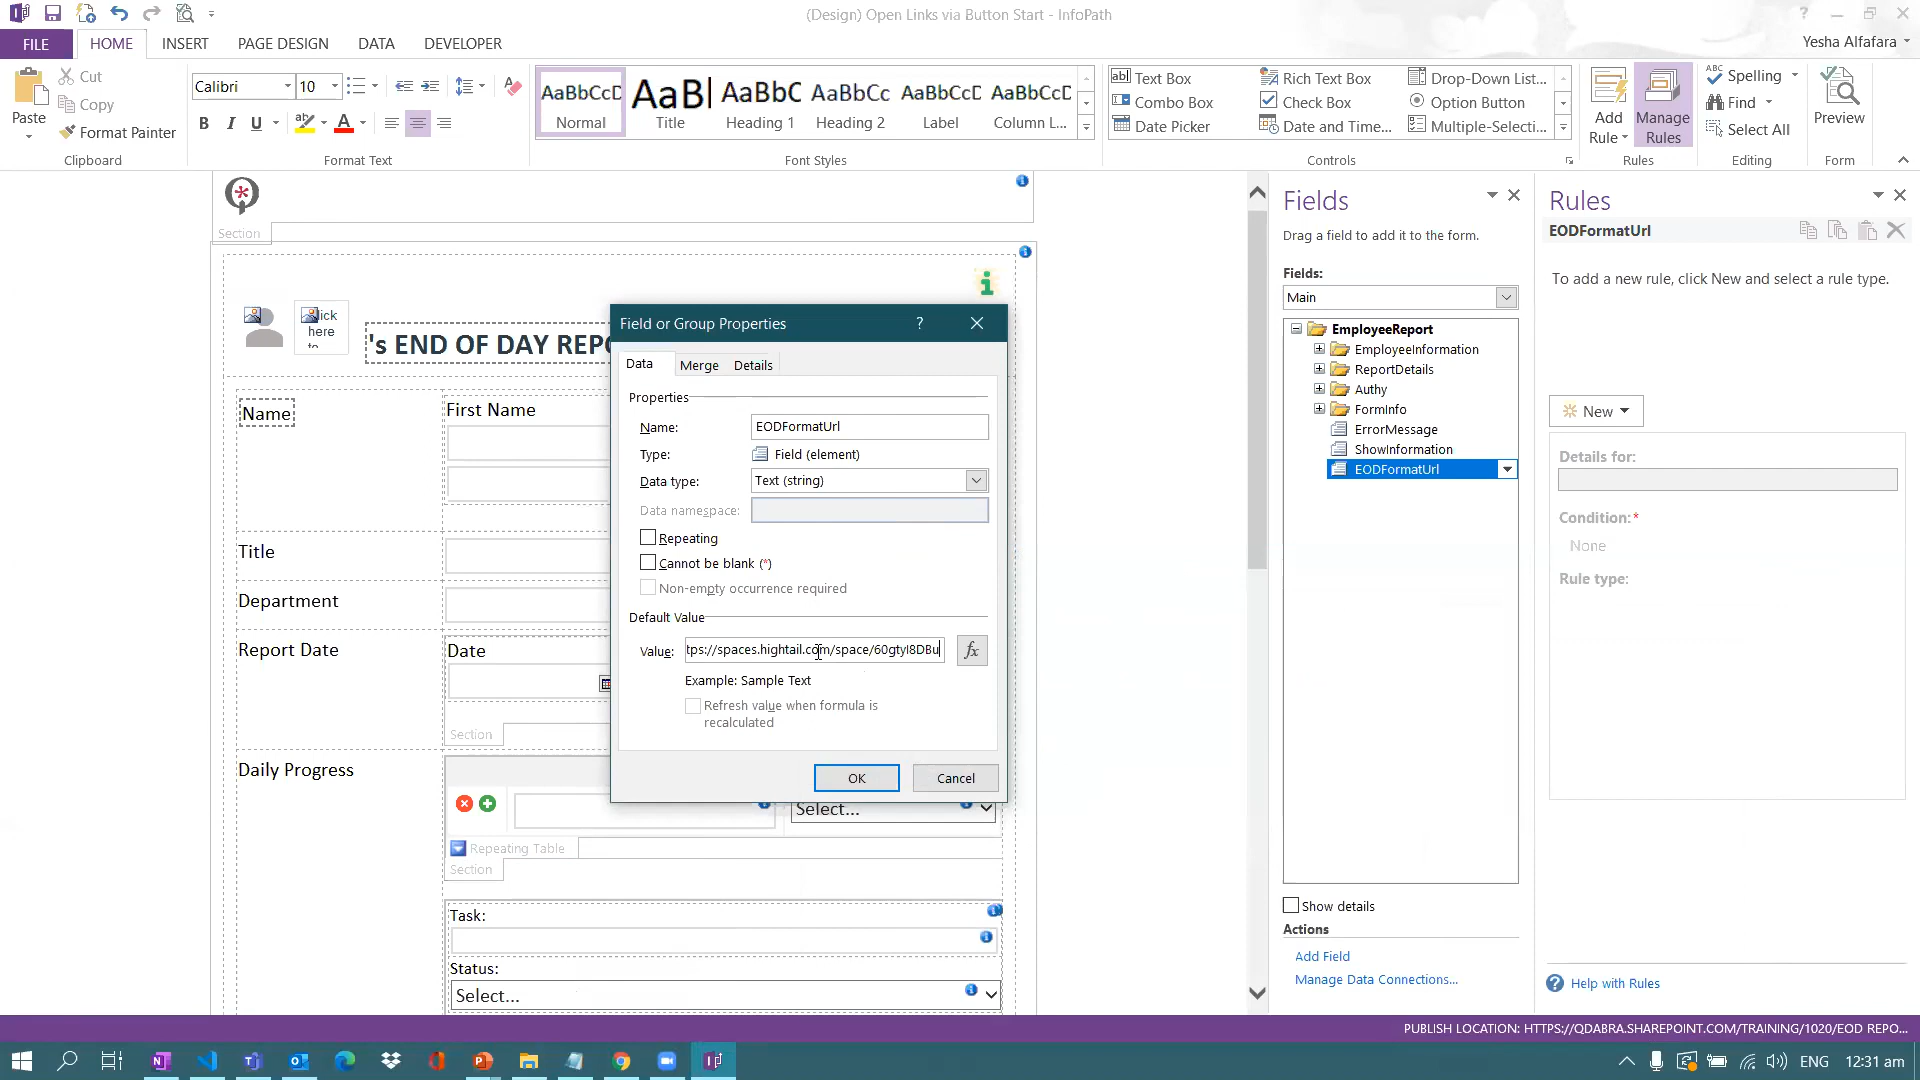 (Design) Open Links via Button Start - InfoPath
?
FILE
HOME
INSERT
PAGE DESIGN
DATA
DEVELOPER
Yesha Alfafara
Paste
Cut
Copy
Format Painter
Clipboard
Calibri
10
B I U
A
Format Text
AaBbCcD
Normal
AaBl
Title
AaBbC
Heading 1
AaBbCc
Heading 2
AaBbCcD
Label
AaBbCcD
Column L...
Font Styles
Text Box
Combo Box
Date Picker
Rich Text Box
Check Box
Date and Time...
Drop-Down List...
Option Button
Multiple-Selecti...
Controls
Add
Rule
Manage
Rules
Rules
Spelling
Find
Select All
Editing
Preview
Form
Section
lick
here
to
's END OF DAY REPO
Name
First Name
Title
Department
Report Date
Date
Section
Daily Progress
Select...
Repeating Table
Section
Task:
Status:
Select...
Field or Group Properties
?
Data
Merge
Details
Properties
Name:
EODFormatUrl
Type:
Field (element)
Data type:
Text (string)
Data namespace:
Repeating
Cannot be blank (*)
Non-empty occurrence required
Default Value
Value:
tps://spaces.hightail.com/space/60gtyI8DBu
fx
Example: Sample Text
Refresh value when formula is
recalculated
OK
Cancel
Fields
Drag a field to add it to the form.
Fields:
Main
EmployeeReport
EmployeeInformation
ReportDetails
Authy
FormInfo
ErrorMessage
ShowInformation
EODFormatUrl
Show details
Actions
Add Field
Manage Data Connections...
Rules
EODFormatUrl
To add a new rule, click New and select a rule type.
New
Details for:
Condition:*
None
Rule type:
Help with Rules
PUBLISH LOCATION: HTTPS://QDABRA.SHAREPOINT.COM/TRAINING/1020/EOD REPO...
ENG
12:31 am